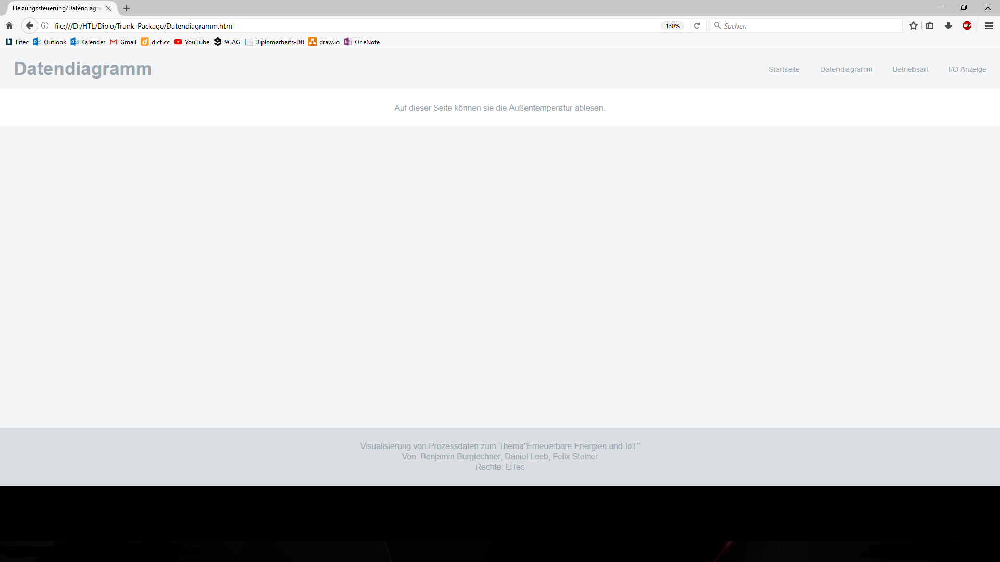 Heizungssteuerung/Datendiagra
file:///D:/HTL/Diplo/Trunk-Package/Datendiagramm.html
130%
Suchen
ABP
Litec
Outlook
Kalender
Gmail
dict.cc
YouTube
9GAG
Diplomarbeits-DB
draw.io
OneNote
Datendiagramm
Startseite
Datendiagramm
Betriebsart
I/O Anzeige
Auf dieser Seite können sie die Außentemperatur ablesen.
Visualisierung von Prozessdaten zum Thema"Erneuerbare Energien und IoT"
Von: Benjamin Burglechner, Daniel Leeb, Felix Steiner
Rechte: LiTec